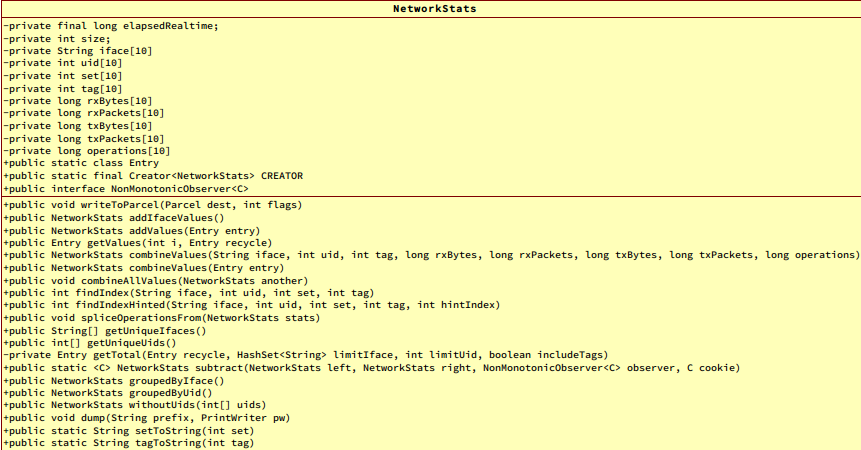 NetworkStats
-private final long elapsedRealtime;
-private int size;
-private String iface[10]
-private int uid[10]
-private int set[10]
-private int tag[10]
-private long rxBytes[10]
-private long rxPackets[10]
-private long txBytes[10]
-private long txPackets[10]
-private long operations[10]
+public static class Entry
+public static final Creator<NetworkStats> CREATOR
+public interface NonMonotonicObserver<C>
+public void writeToParcel(Parcel dest, int flags)
+public NetworkStats addIfaceValues()
+public NetworkStats addValues(Entry entry)
+public Entry getValues(int i, Entry recycle)
+public NetworkStats combineValues(String iface, int uid, int tag, long rxBytes, long rxPackets, long txBytes, long txPackets, long operations)
+public NetworkStats combineValues(Entry entry)
+public void combineAllValues(NetworkStats another)
+public int findIndex(String iface, int uid, int set, int tag)
+public int findIndexHinted(String iface, int uid, int set, int tag, int hintIndex)
+public void spliceOperationsFrom(NetworkStats stats)
+public String[] getUniqueIfaces()
+public int[] getUniqueUids()
-private Entry getTotal(Entry recycle, HashSet<String> limitIface, int limitUid, boolean includeTags)
+public static <C> NetworkStats subtract(NetworkStats left, NetworkStats right, NonMonotonicObserver<C> observer, C cookie)
+public NetworkStats groupedByIface()
+public NetworkStats groupedByUid()
+public NetworkStats withoutUids(int[] uids)
+public void dump(String prefix, PrintWriter pw)
+public static String setToString(int set)
+public static String tagToString(int tag)